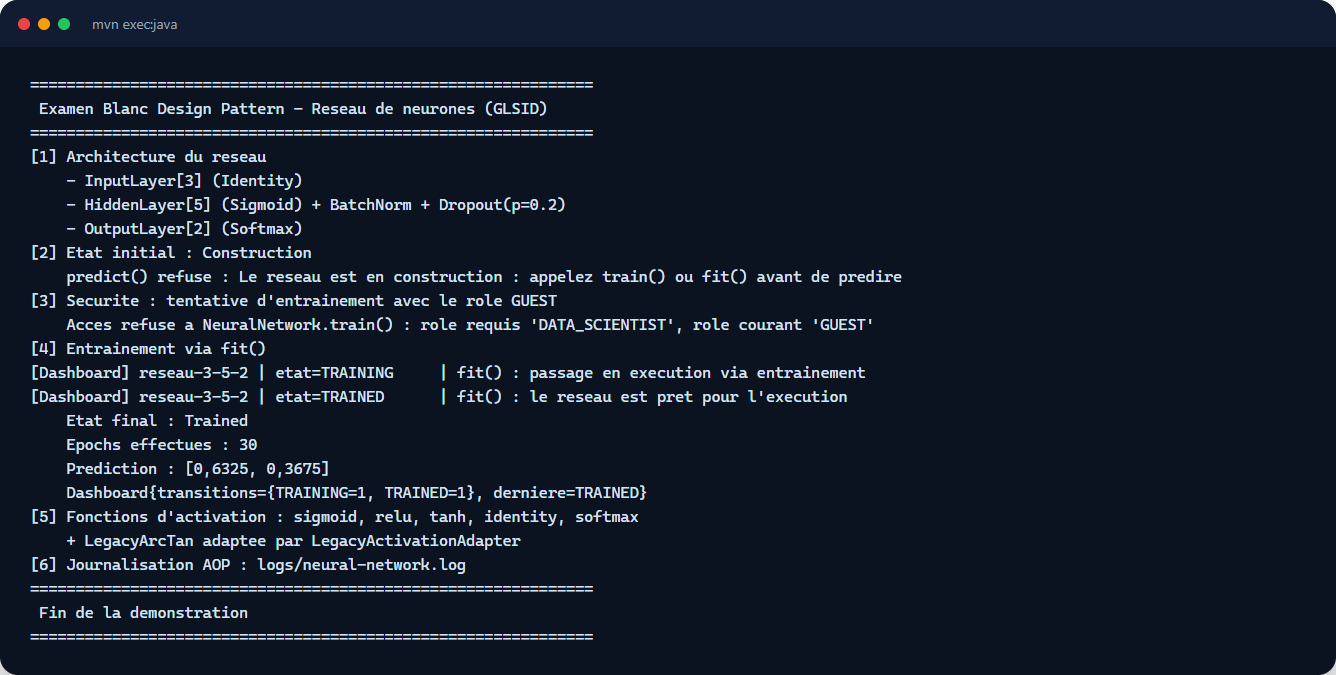 mvn exec:java
==============================================================
 Examen Blanc Design Pattern - Reseau de neurones (GLSID)
==============================================================
[1] Architecture du reseau
    - InputLayer[3] (Identity)
    - HiddenLayer[5] (Sigmoid) + BatchNorm + Dropout(p=0.2)
    - OutputLayer[2] (Softmax)
[2] Etat initial : Construction
    predict() refuse : Le reseau est en construction : appelez train() ou fit() avant de predire
[3] Securite : tentative d'entrainement avec le role GUEST
    Acces refuse a NeuralNetwork.train() : role requis 'DATA_SCIENTIST', role courant 'GUEST'
[4] Entrainement via fit()
[Dashboard] reseau-3-5-2 | etat=TRAINING     | fit() : passage en execution via entrainement
[Dashboard] reseau-3-5-2 | etat=TRAINED      | fit() : le reseau est pret pour l'execution
    Etat final : Trained
    Epochs effectues : 30
    Prediction : [0,6325, 0,3675]
    Dashboard{transitions={TRAINING=1, TRAINED=1}, derniere=TRAINED}
[5] Fonctions d'activation : sigmoid, relu, tanh, identity, softmax
    + LegacyArcTan adaptee par LegacyActivationAdapter
[6] Journalisation AOP : logs/neural-network.log
==============================================================
 Fin de la demonstration
==============================================================